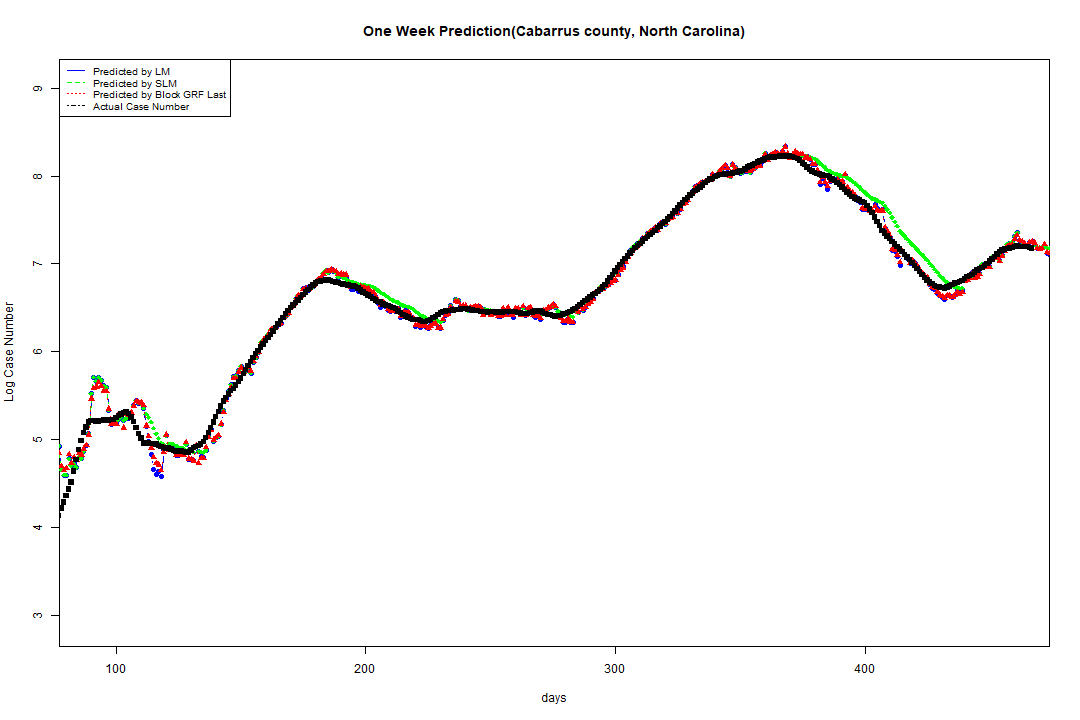 One Week Prediction(Cabarrus county, North Carolina)
Predicted by LM
Predicted by SLM
Predicted by Block GRF Last
Actual Case Number
9
8
7
6
5
4
3
Log Case Number
100 200 300 400
days